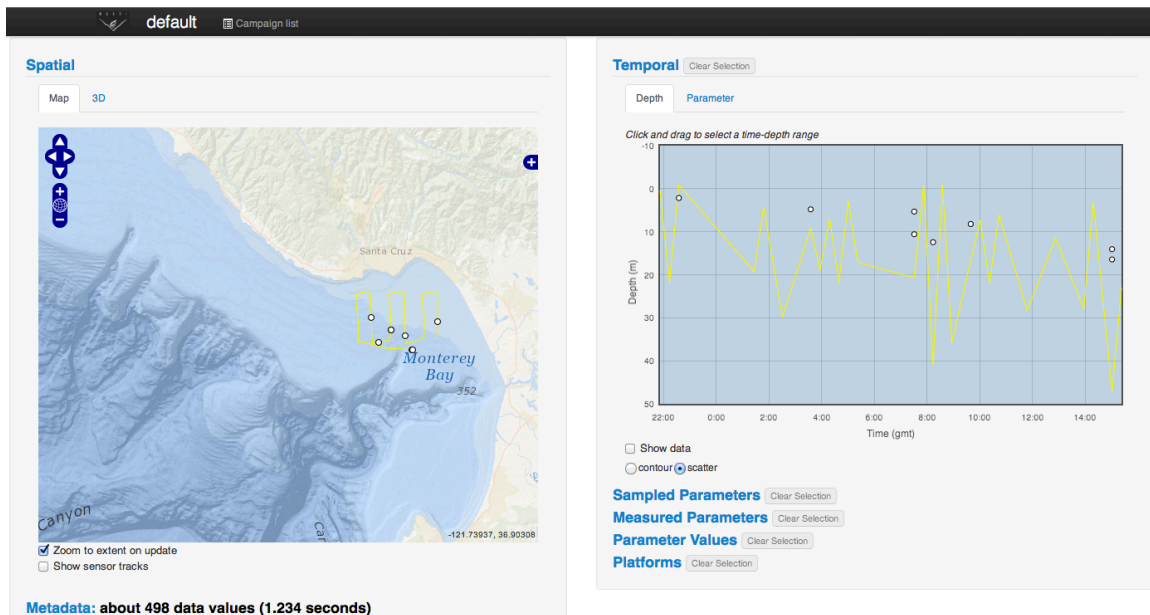 default Campaign list
Spatial
Map 3D
Santa Cruz
Monterey
Bay
352
Canyon
Car
-121.73937, 36.90308
Zoom to extent on update
Show sensor tracks
Metadata: about 498 data values (1.234 seconds)
Temporal Clear Selection
Depth Parameter
Click and drag to select a time-depth range
-10
0
10
20
30
40
50
Depth (m)
22:00 0:00 2:00 4:00 6:00 8:00 10:00 12:00 14:00
Time (gmt)
Show data
contour scatter
Sampled Parameters Clear Selection
Measured Parameters Clear Selection
Parameter Values Clear Selection
Platforms Clear Selection